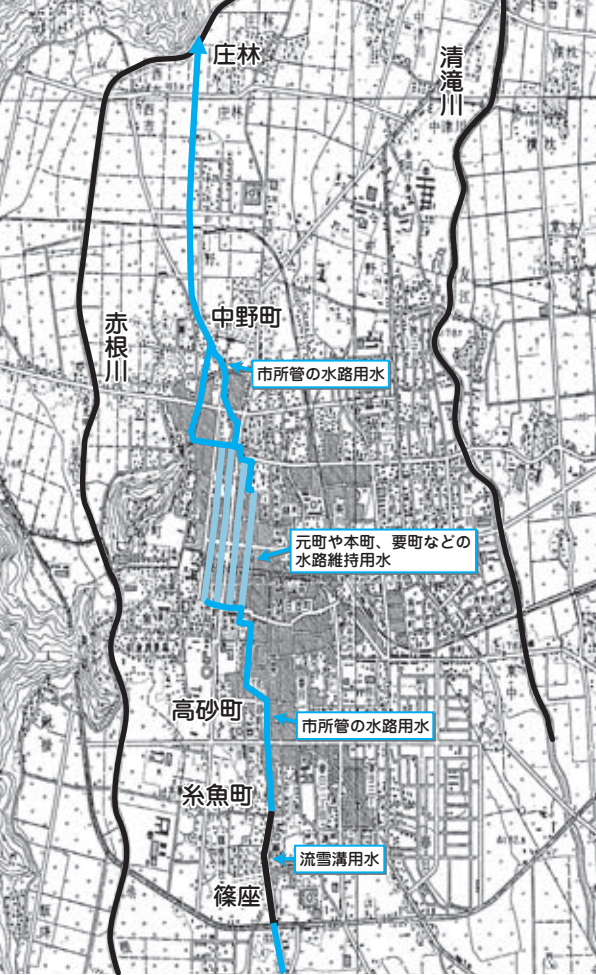 庄林
清滝川
中野町
赤根川
市所管の水路用水
元町や本町、要町などの
水路維持用水
高砂町
市所管の水路用水
糸魚町
流雪溝用水
篠座